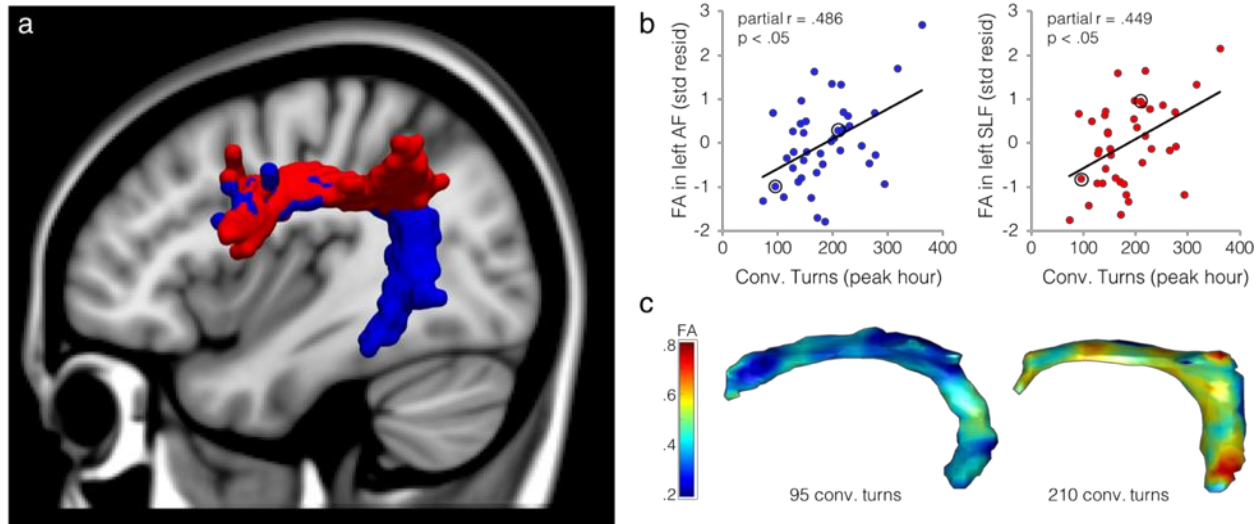 a
b
partial r = .486
p < .05
FA in left AF (std resid)
3
2
1
0
-1
-2
0
100
200
300
400
Conv. Turns (peak hour)
partial r = .449
p < .05
FA in left SLF (std resid)
3
2
1
0
-1
-2
0
100
200
300
400
Conv. Turns (peak hour)
c
FA
.8
.6
.4
.2
95 conv. turns
210 conv. turns